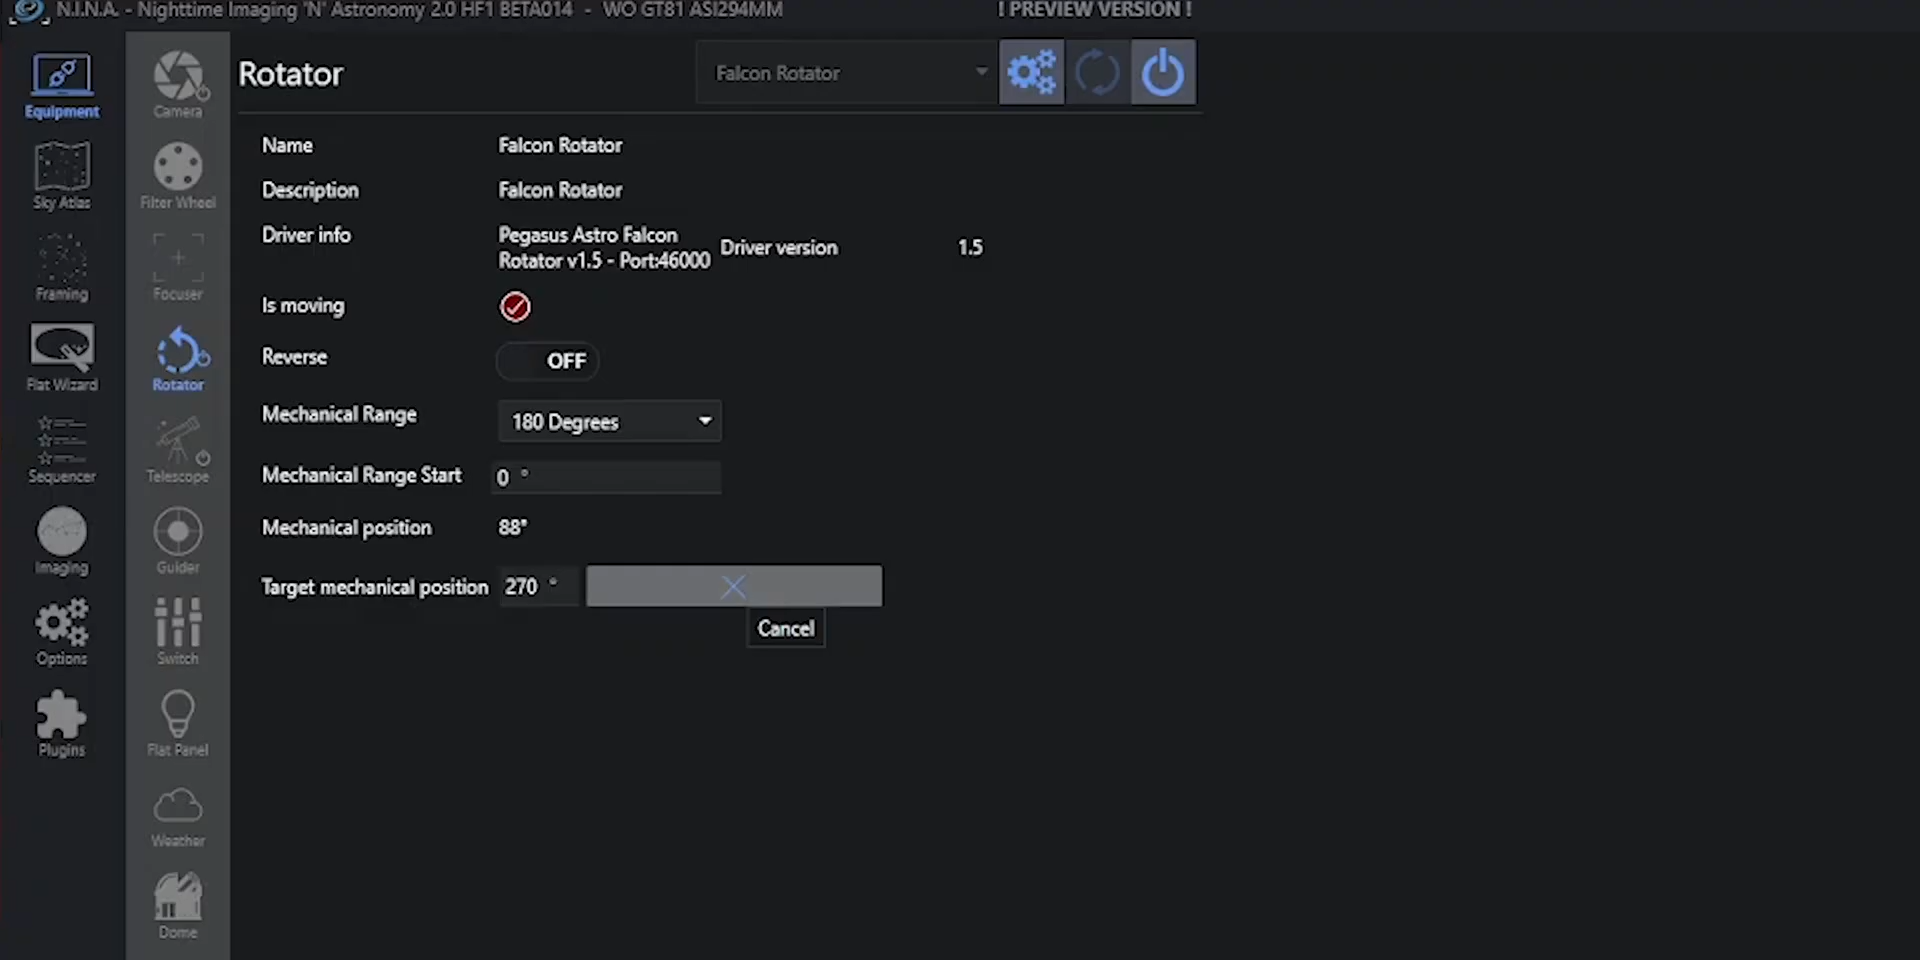 N.I.N.A. - Nighttime Imaging 'N' Astronomy 2.0 HF1 BETA014 - WO GT81 ASI294MM
! PREVIEW VERSION !
Equipment
Sky Atlas
Framing
Flat Wizard
Sequencer
Imaging
Options
Plugins
Camera
Filter Wheel
Focuser
Rotator
Telescope
Guider
Switch
Flat Panel
Weather
Dome
Rotator
Falcon Rotator
Name Falcon Rotator
Description Falcon Rotator
Driver info Pegasus Astro Falcon
Rotator v1.5 - Port:46000
Driver version 1.5
Is moving
Reverse OFF
Mechanical Range 180 Degrees
Mechanical Range Start 0 °
Mechanical position 88°
Target mechanical position 270 °
Cancel